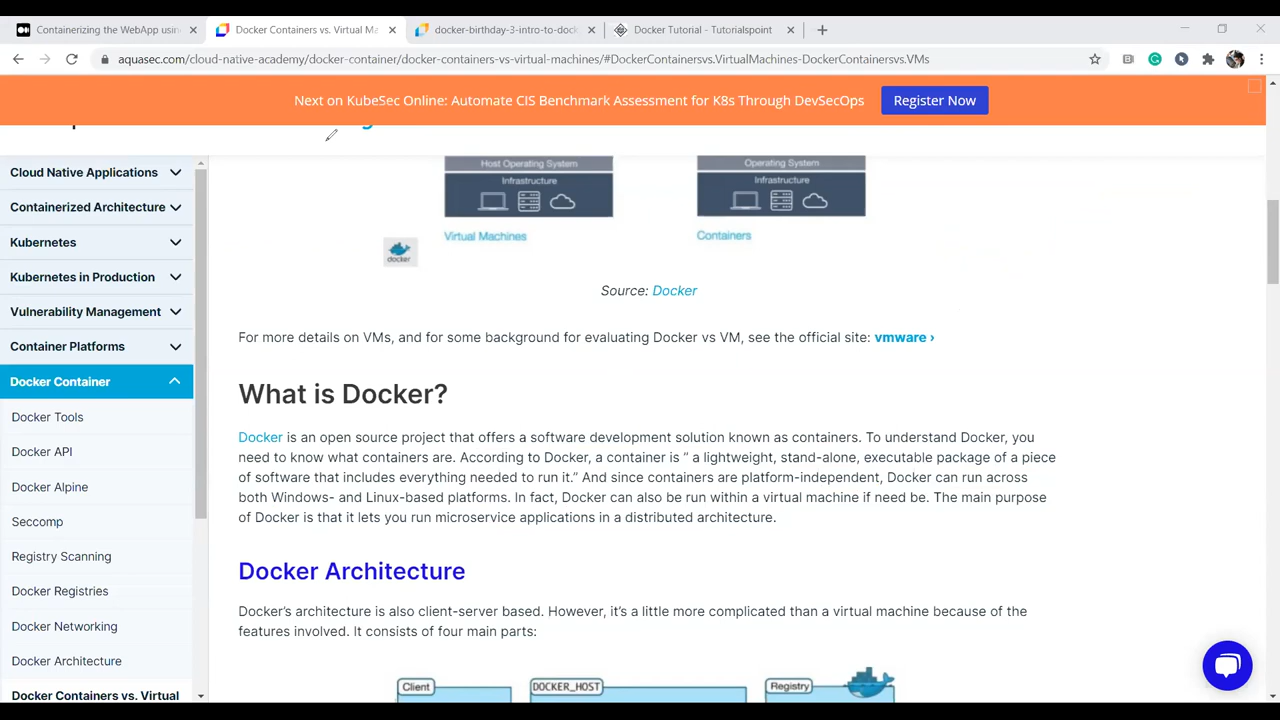 Containerizing the WebApp usin
Docker Containers vs. Virtual Ma
docker-birthday-3-intro-to-dock
Docker Tutorial - Tutorialspoint
aquasec.com/cloud-native-academy/docker-container/docker-containers-vs-virtual-machines/#DockerContainersvs.VirtualMachines-DockerContainersvs.VMs
Next on KubeSec Online: Automate CIS Benchmark Assessment for K8s Through DevSecOps
Register Now
Cloud Native Applications
Containerized Architecture
Kubernetes
Kubernetes in Production
Vulnerability Management
Container Platforms
Docker Container
Docker Tools
Docker API
Docker Alpine
Seccomp
Registry Scanning
Docker Registries
Docker Networking
Docker Architecture
Docker Containers vs. Virtual
Host Operating System
Infrastructure
Virtual Machines
Operating System
Infrastructure
Containers
docker
Source: Docker
For more details on VMs, and for some background for evaluating Docker vs VM, see the official site: vmware ›
What is Docker?
Docker is an open source project that offers a software development solution known as containers. To understand Docker, you
need to know what containers are. According to Docker, a container is ” a lightweight, stand-alone, executable package of a piece
of software that includes everything needed to run it.” And since containers are platform-independent, Docker can run across
both Windows- and Linux-based platforms. In fact, Docker can also be run within a virtual machine if need be. The main purpose
of Docker is that it lets you run microservice applications in a distributed architecture.
Docker Architecture
Docker’s architecture is also client-server based. However, it’s a little more complicated than a virtual machine because of the
features involved. It consists of four main parts:
Client
DOCKER_HOST
Registry